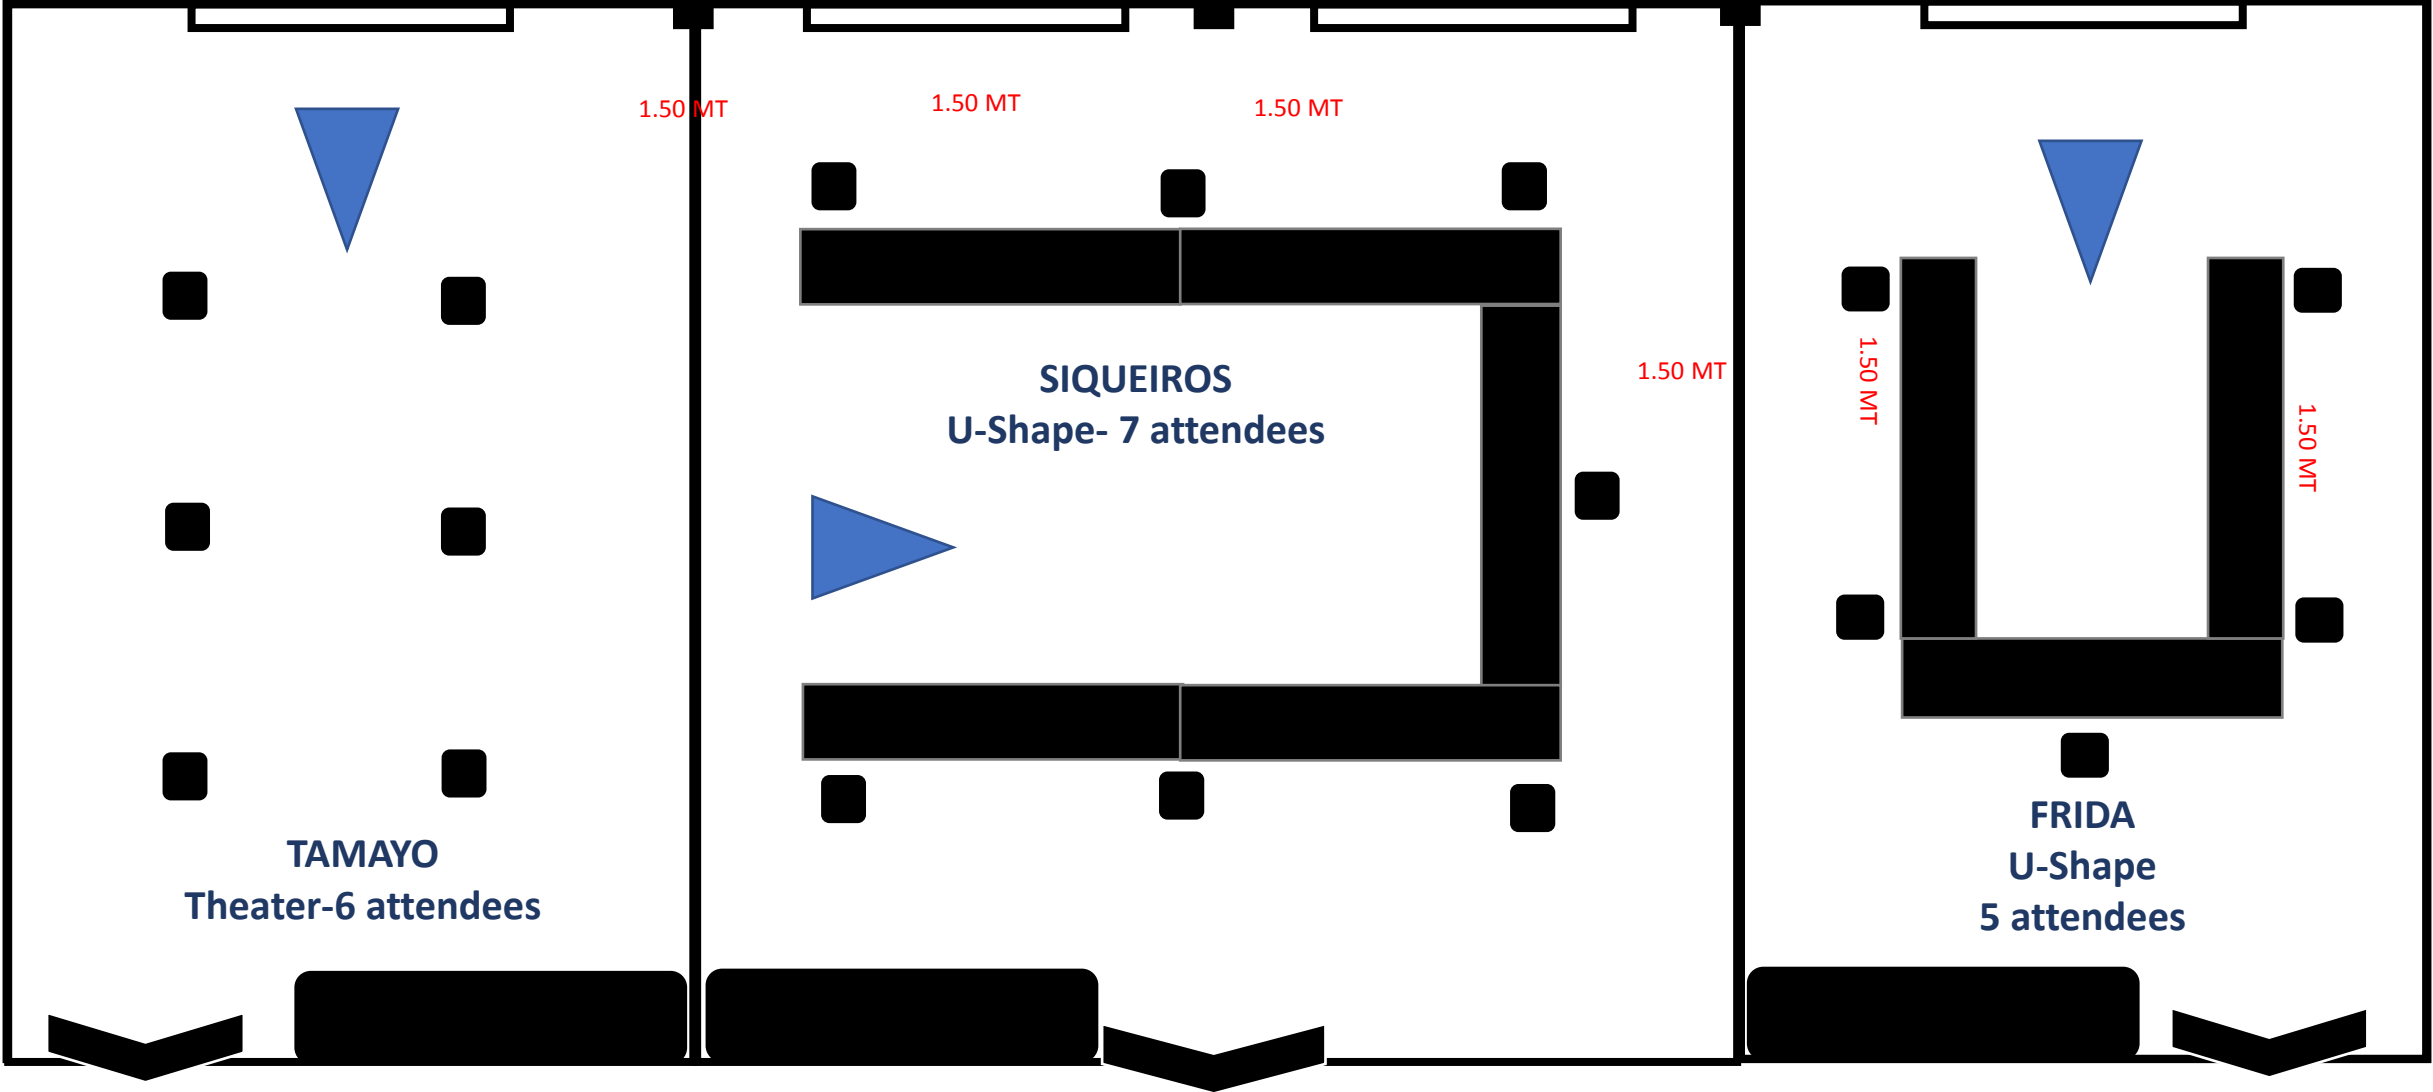 1.50 MT
1.50 MT
1.50 MT
SIQUEIROS
U-Shape- 7 attendees
1.50 MT
1.50 MT
1.50 MT
TAMAYO
Theater-6 attendees
FRIDA
U-Shape
5 attendees